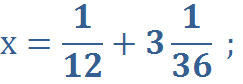 x = 1/12 + 3 1/36 ;